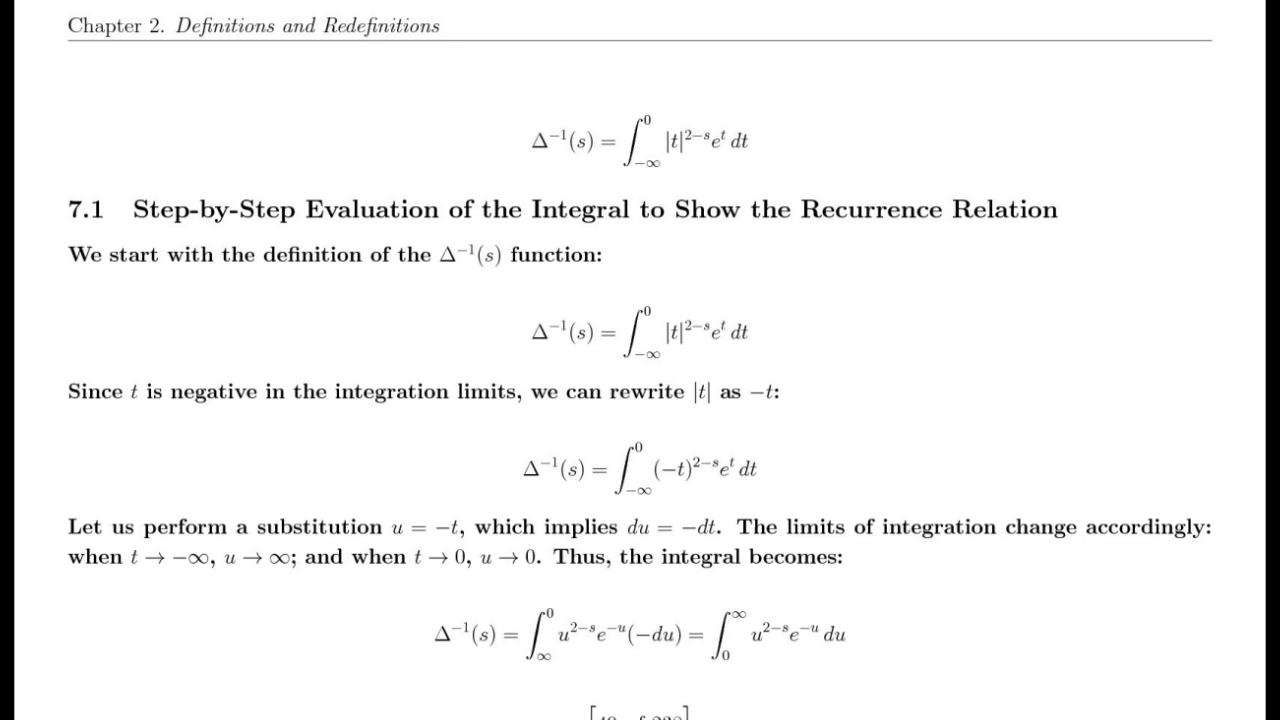 Chapter 2. Definitions and Redefinitions
Δ⁻¹(s) = ∫_{−∞}^{0} |t|^{2−s} e^t dt
7.1 Step-by-Step Evaluation of the Integral to Show the Recurrence Relation
We start with the definition of the Δ⁻¹(s) function:
Δ⁻¹(s) = ∫_{−∞}^{0} |t|^{2−s} e^t dt
Since t is negative in the integration limits, we can rewrite |t| as −t:
Δ⁻¹(s) = ∫_{−∞}^{0} (−t)^{2−s} e^t dt
Let us perform a substitution u = −t, which implies du = −dt. The limits of integration change accordingly:
when t → −∞, u → ∞; and when t → 0, u → 0. Thus, the integral becomes:
Δ⁻¹(s) = ∫_{∞}^{0} u^{2−s} e^{−u} (−du) = ∫_{0}^{∞} u^{2−s} e^{−u} du